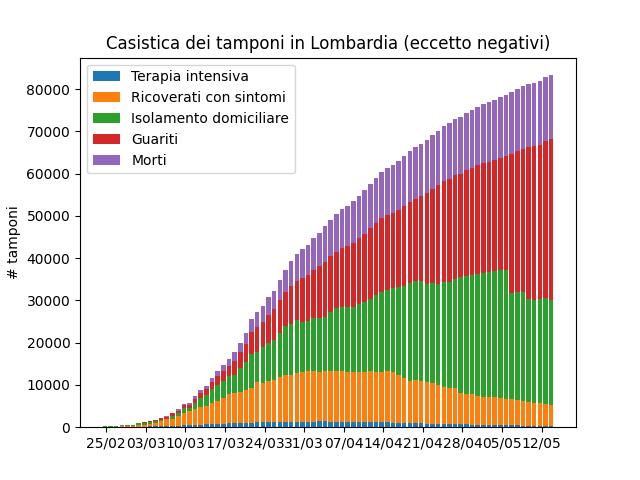 Casistica dei tamponi in Lombardia (eccetto negativi)
Terapia intensiva
Ricoverati con sintomi
Isolamento domiciliare
Guariti
Morti
# tamponi
80000
70000
60000
50000
40000
30000
20000
10000
0
25/02 03/03 10/03 17/03 24/03 31/03 07/04 14/04 21/04 28/04 05/05 12/05